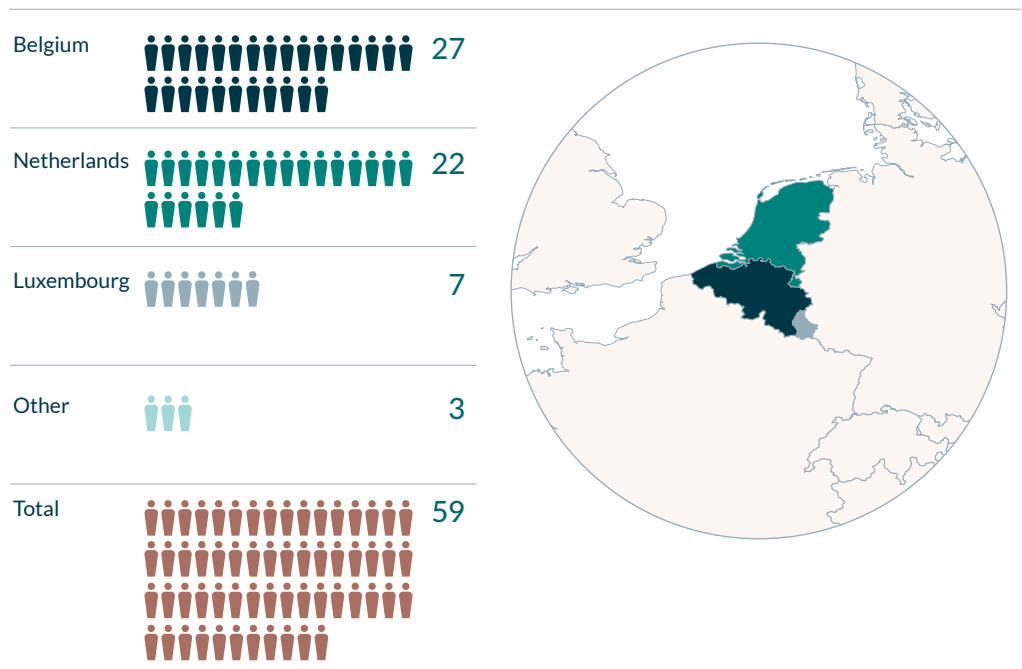 Belgium 27
Netherlands 22
Luxembourg 7
Other 3
Total 59